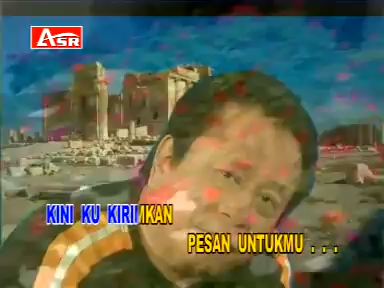 ASR
KINI KU KIRIMKAN
PESAN UNTUKMU . . .